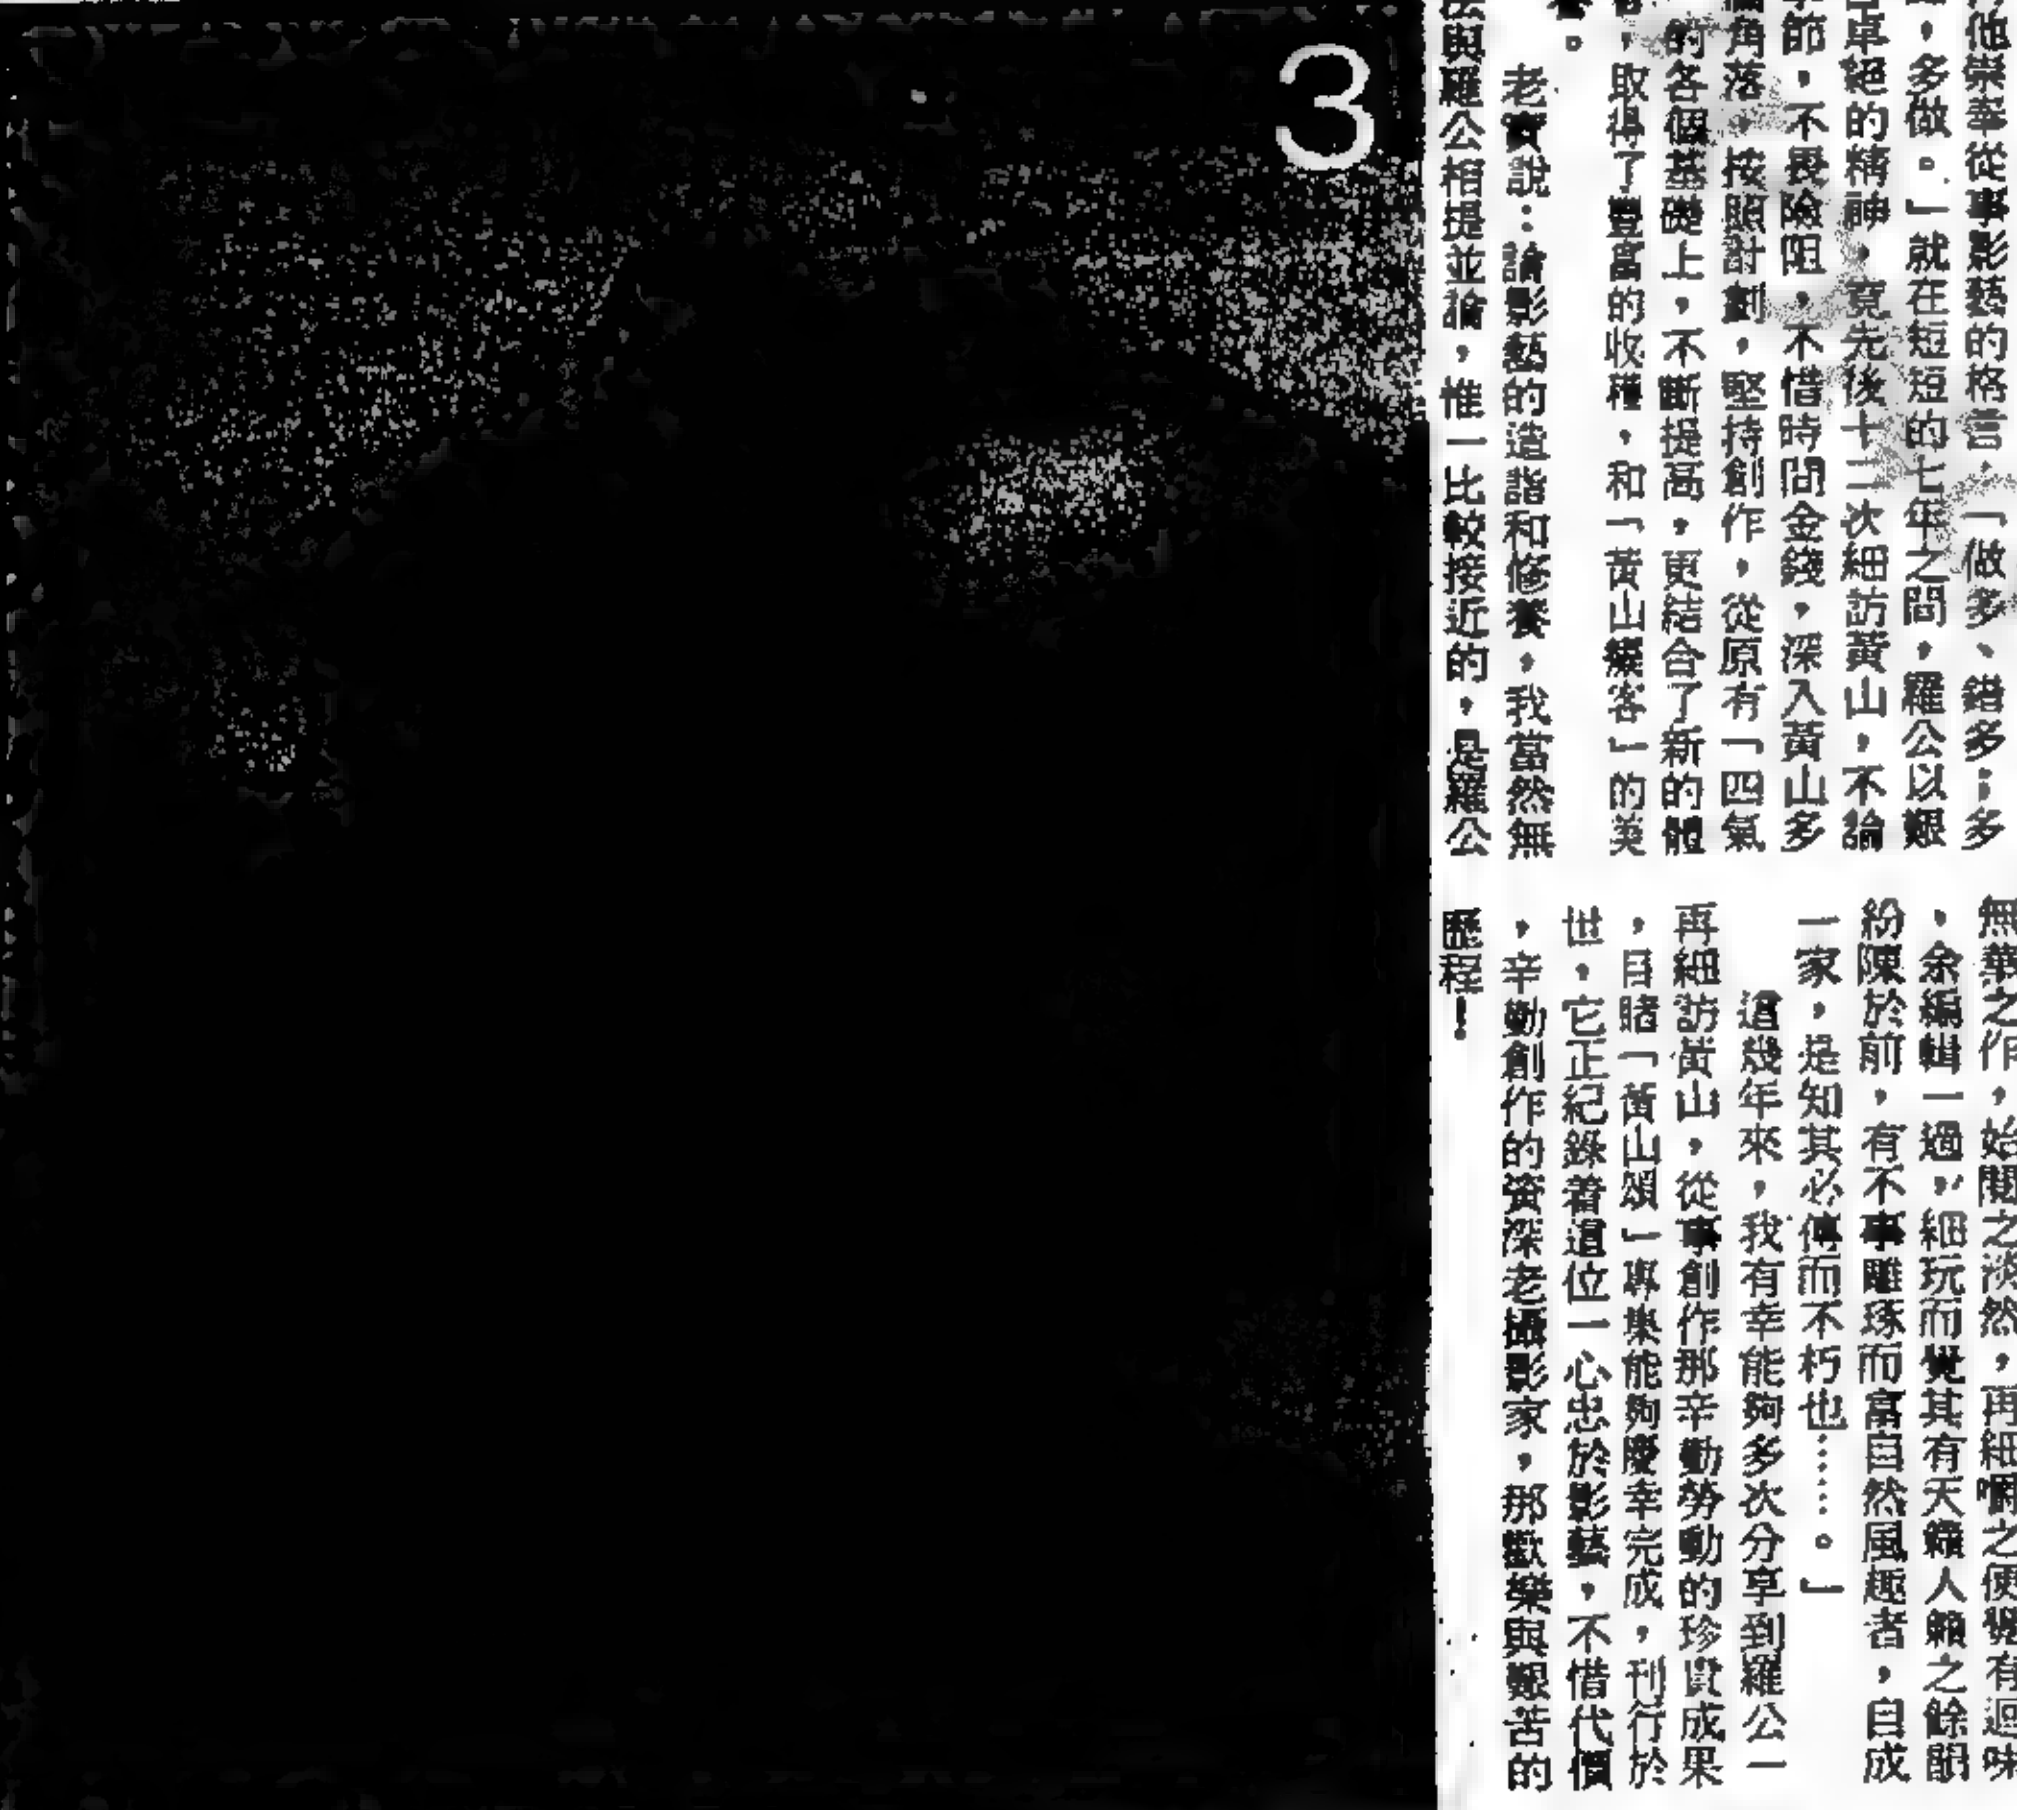 他崇奉從事影藝的格言，「做多、錯多；多
，多做。」就在短短的七年之間，羅公以艱
卓絕的精神，竟先後十二次細訪黃山，不論
節，不畏險阻，不惜時間金錢，深入黃山多
角落，按照計劃，堅持創作，從原有「四氣
的各個基礎上，不斷提高，更結合了新的體
，取得了豐富的收穫，和「黃山癡客」的美
。
老實說：論影藝的造詣和修養，我當然無
法與羅公相提並論，惟一比較接近的，是羅公
無華之作，始閱之淡然，再細嚼之便覺有迴味
，余編輯一過，細玩而覺其有天籟人籟之餘韻
紛陳於前，有不事雕琢而富自然風趣者，自成
一家，是知其必傳而不朽也……。」
這幾年來，我有幸能夠多次分享到羅公一
再細訪黃山，從事創作那辛勤勞動的珍貴成果
，目睹「黃山頌」專集能夠慶幸完成，刊行於
世，它正紀錄着這位一心忠於影藝，不惜代價
，辛勤創作的資深老攝影家，那歡樂與艱苦的
歷程！
3